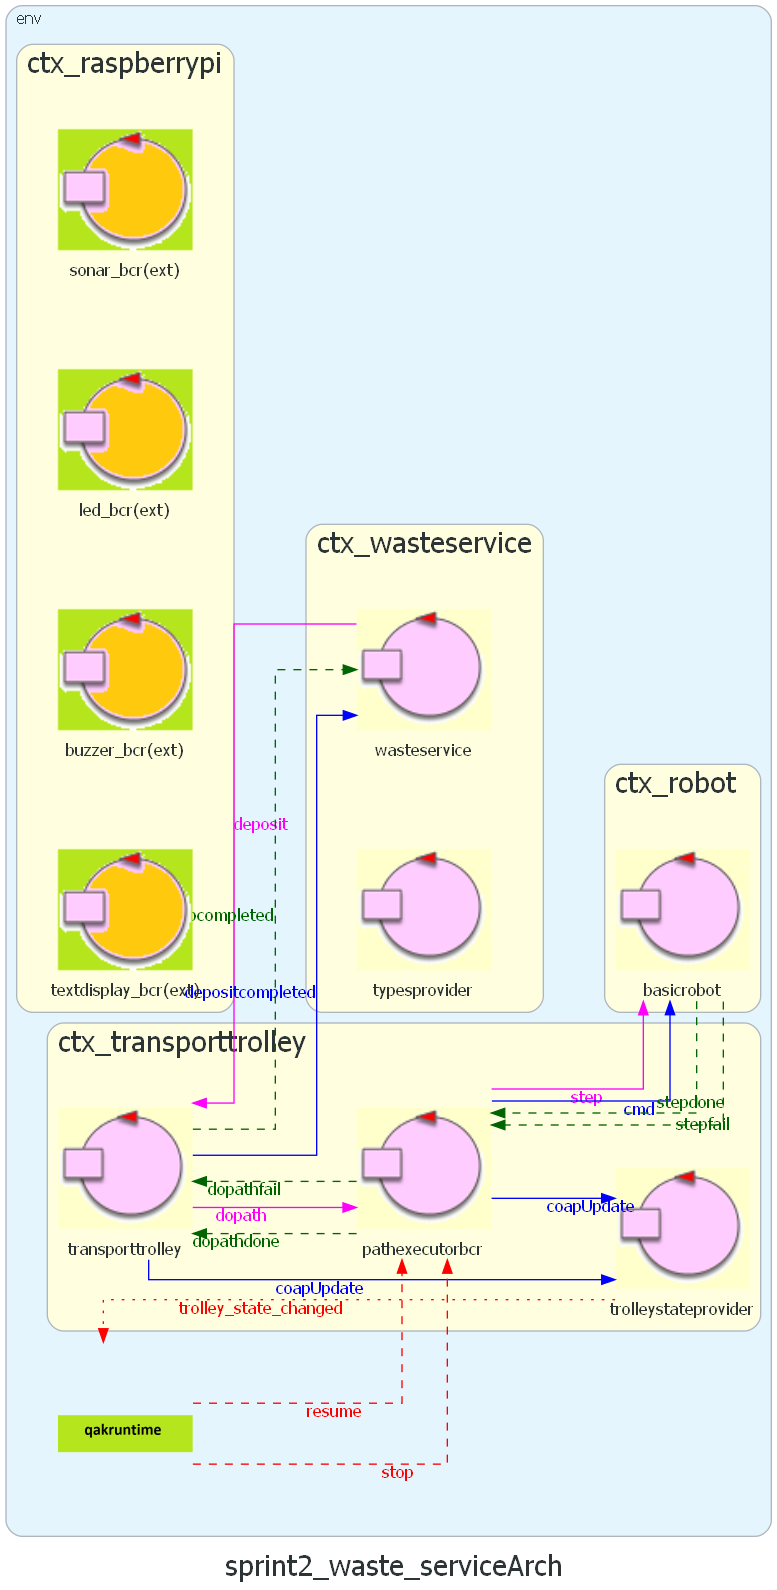 env
ctx_raspberrypi
sonar_bcr(ext)
led_bcr(ext)
ctx_wasteservice
buzzer_bcr(ext)
wasteservice
ctx_robot
deposit
textdisplay_bcr(ext)
depositcompleted
typesprovider
basicrobot
ctx_transporttrolley
step
stepdone
cmd
stepfail
dopathfail
dopath
dopathdone
coapUpdate
transporttrolley
pathexecutorbcr
coapUpdate
trolley_state_changed
trolleystateprovider
resume
qakruntime
stop
sprint2_waste_serviceArch